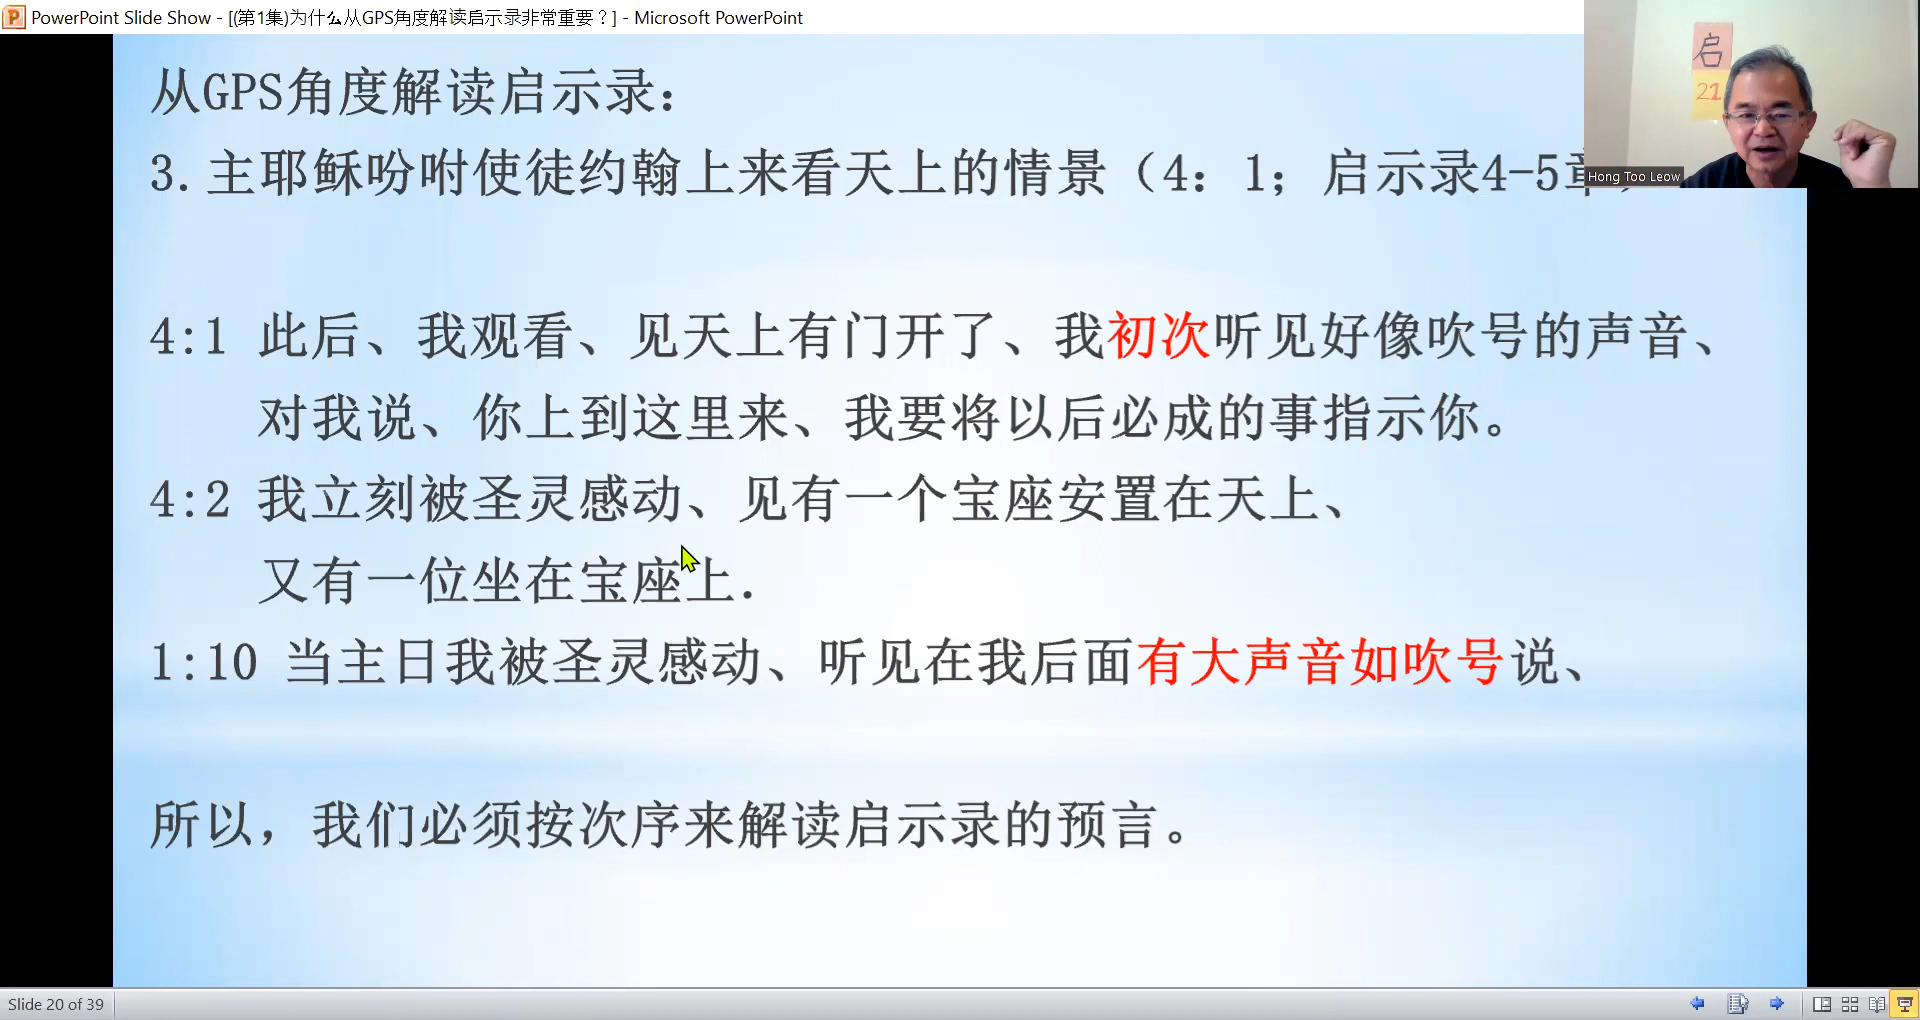 PowerPoint Slide Show - [(第1集)为什么从GPS角度解读启示录非常重要？] - Microsoft PowerPoint
启
21
Hong Too Leow
从GPS角度解读启示录：
3. 主耶稣吩咐使徒约翰上来看天上的情景（4：1；启示录4-5章
4:1 此后、我观看、见天上有门开了、我初次听见好像吹号的声音、
对我说、你上到这里来、我要将以后必成的事指示你。
4:2 我立刻被圣灵感动、见有一个宝座安置在天上、
又有一位坐在宝座上．
1:10 当主日我被圣灵感动、听见在我后面有大声音如吹号说、
所以，我们必须按次序来解读启示录的预言。
Slide 20 of 39